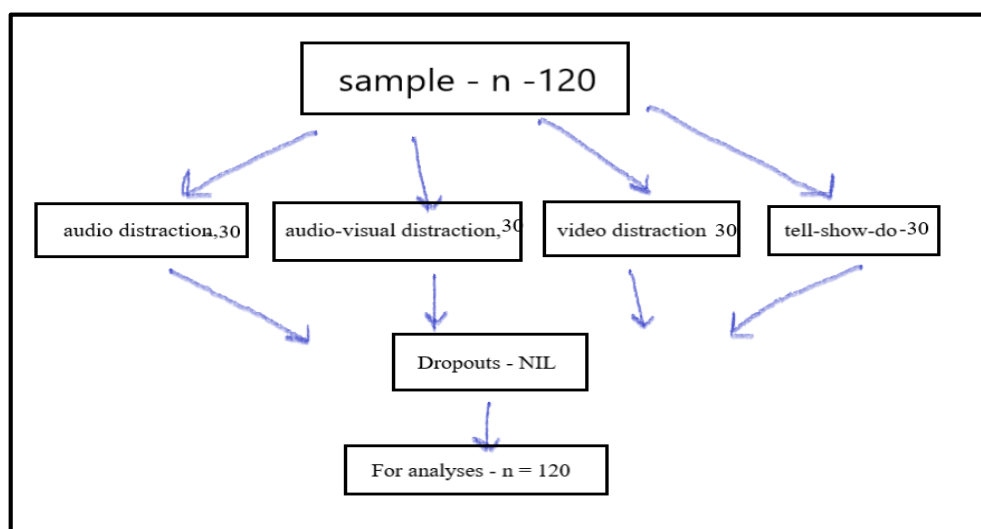 sample - n -120
audio distraction,-30
audio-visual distraction,30
video distraction 30
tell-show-do-30
Dropouts - NIL
For analyses - n = 120